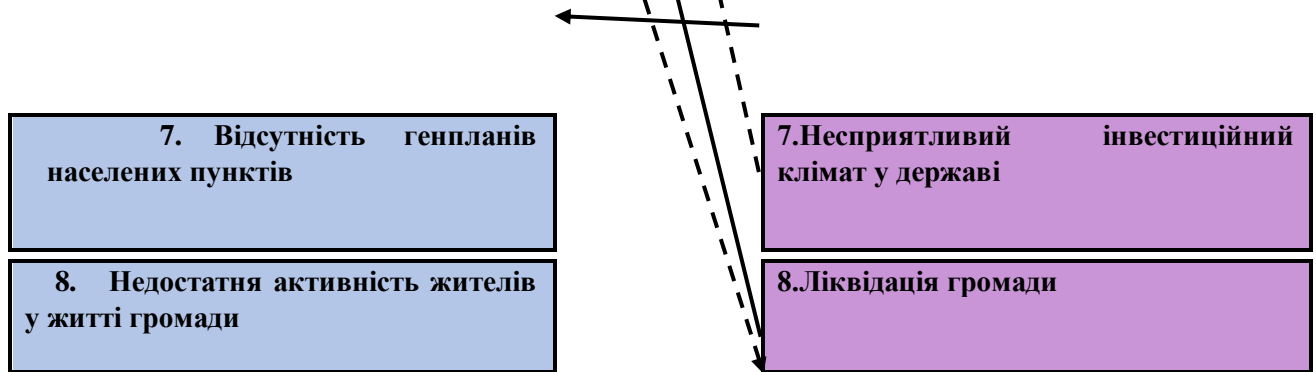 7. Відсутність генпланів
населених пунктів
7.Несприятливий інвестиційний
клімат у державі
8. Недостатня активність жителів
у житті громади
8.Ліквідація громади